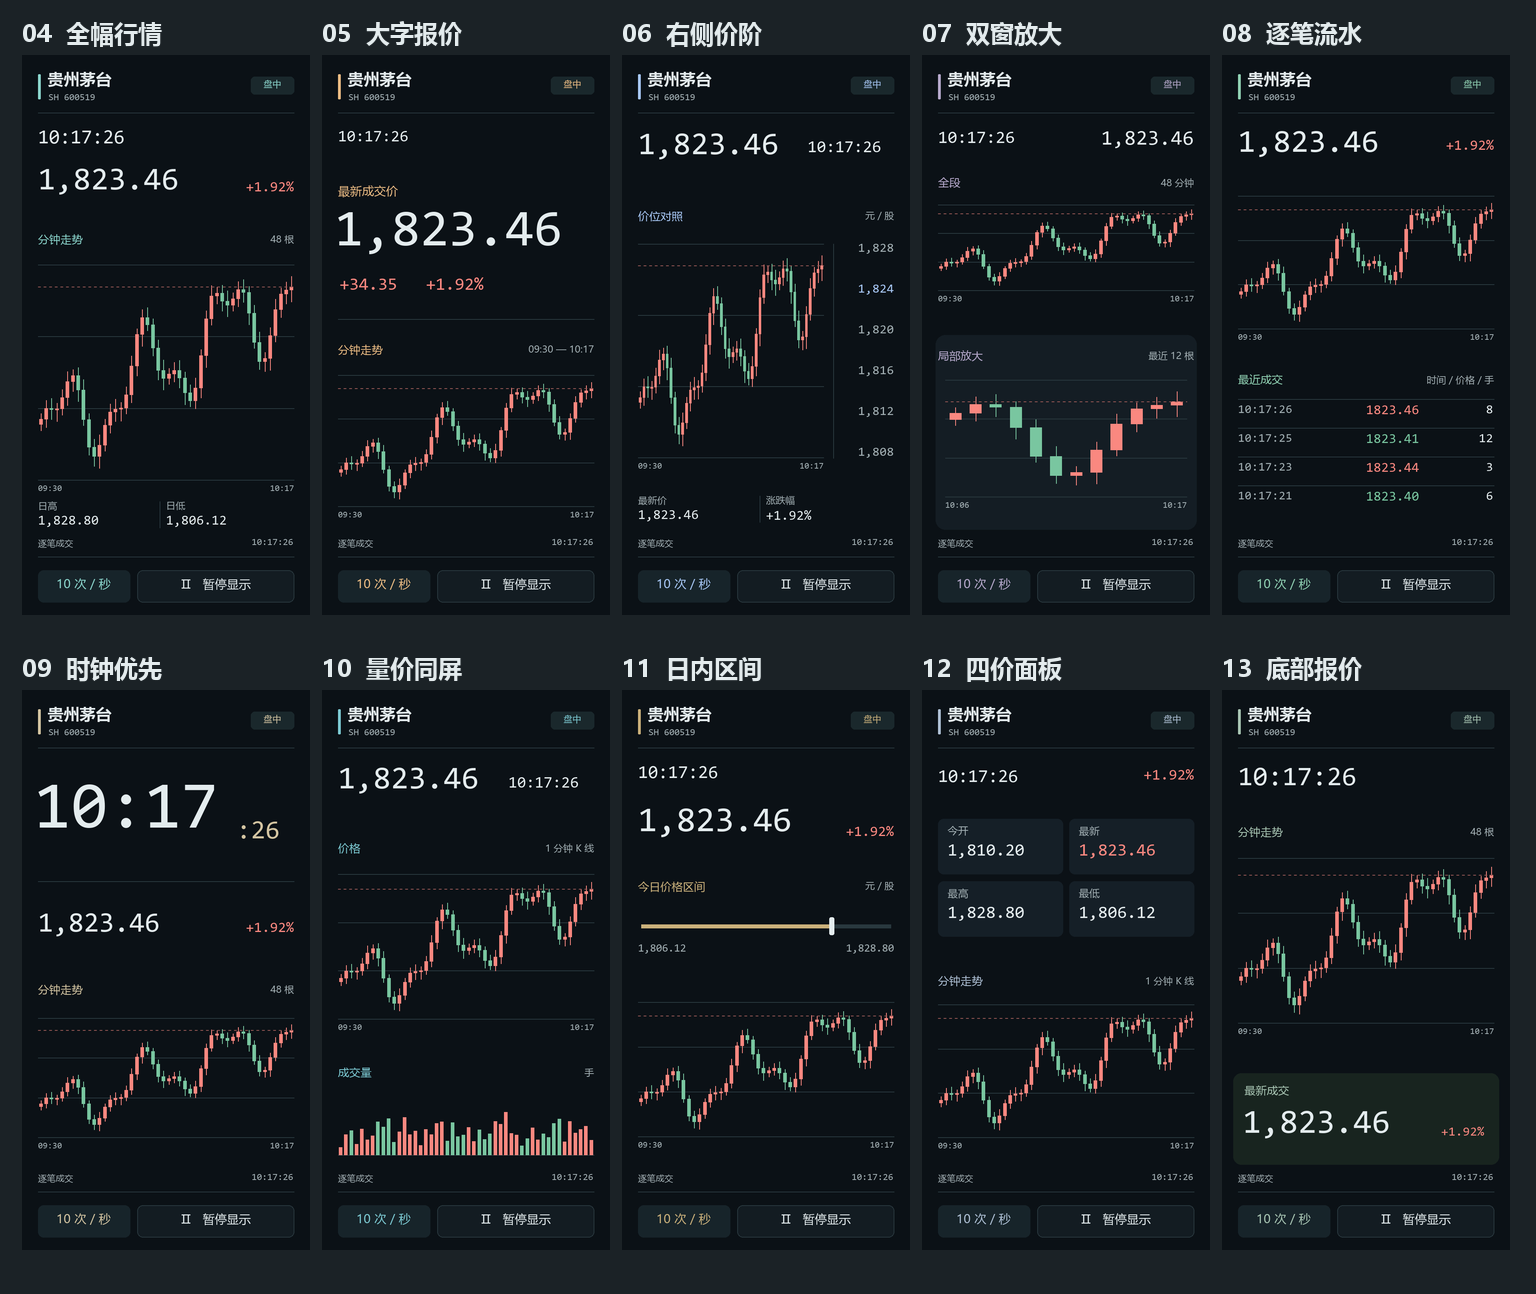 04 全幅行情
贵州茅台
SH 600519
盘中
10:17:26
1,823.46
+1.92%
分钟走势
48 根
09:30
10:17
日高
1,828.80
日低
1,806.12
逐笔成交
10:17:26
10 次 / 秒
II 暂停显示
05 大字报价
贵州茅台
SH 600519
盘中
10:17:26
最新成交价
1,823.46
+34.35
+1.92%
分钟走势
09:30 — 10:17
09:30
10:17
逐笔成交
10:17:26
10 次 / 秒
II 暂停显示
06 右侧价阶
贵州茅台
SH 600519
盘中
1,823.46
10:17:26
价位对照
元 / 股
1,828
1,824
1,820
1,816
1,812
1,808
09:30
10:17
最新价
1,823.46
涨跌幅
+1.92%
逐笔成交
10:17:26
10 次 / 秒
II 暂停显示
07 双窗放大
贵州茅台
SH 600519
盘中
10:17:26
1,823.46
全段
48 分钟
09:30
10:17
局部放大
最近 12 根
10:06
10:17
逐笔成交
10:17:26
10 次 / 秒
II 暂停显示
08 逐笔流水
贵州茅台
SH 600519
盘中
1,823.46
+1.92%
09:30
10:17
最近成交
时间 / 价格 / 手
10:17:26 1823.46 8
10:17:25 1823.41 12
10:17:23 1823.44 3
10:17:21 1823.40 6
逐笔成交
10:17:26
10 次 / 秒
II 暂停显示
09 时钟优先
贵州茅台
SH 600519
盘中
10:17 :26
1,823.46
+1.92%
分钟走势
48 根
09:30
10:17
逐笔成交
10:17:26
10 次 / 秒
II 暂停显示
10 量价同屏
贵州茅台
SH 600519
盘中
1,823.46
10:17:26
价格
1 分钟 K 线
09:30
10:17
成交量
手
逐笔成交
10:17:26
10 次 / 秒
II 暂停显示
11 日内区间
贵州茅台
SH 600519
盘中
10:17:26
1,823.46
+1.92%
今日价格区间
元 / 股
1,806.12
1,828.80
09:30
10:17
逐笔成交
10:17:26
10 次 / 秒
II 暂停显示
12 四价面板
贵州茅台
SH 600519
盘中
10:17:26
+1.92%
今开
1,810.20
最新
1,823.46
最高
1,828.80
最低
1,806.12
分钟走势
1 分钟 K 线
09:30
10:17
逐笔成交
10:17:26
10 次 / 秒
II 暂停显示
13 底部报价
贵州茅台
SH 600519
盘中
10:17:26
分钟走势
48 根
09:30
10:17
最新成交
1,823.46
+1.92%
逐笔成交
10:17:26
10 次 / 秒
II 暂停显示